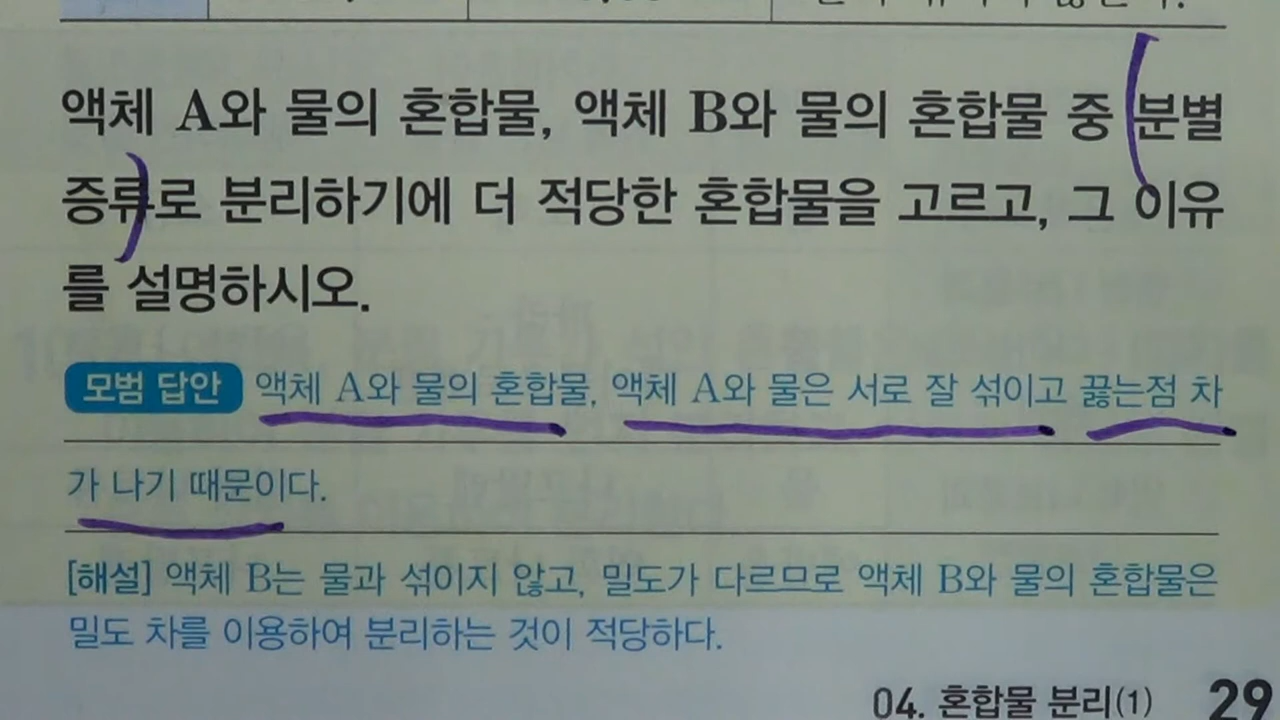 액체 A와 물의 혼합물, 액체 B와 물의 혼합물 중 분별
증류로 분리하기에 더 적당한 혼합물을 고르고, 그 이유
를 설명하시오.
모범 답안 액체 A와 물의 혼합물, 액체 A와 물은 서로 잘 섞이고 끓는점 차
가 나기 때문이다.
[해설] 액체 B는 물과 섞이지 않고, 밀도가 다르므로 액체 B와 물의 혼합물은
밀도 차를 이용하여 분리하는 것이 적당하다.
04. 혼합물 분리(1) 29